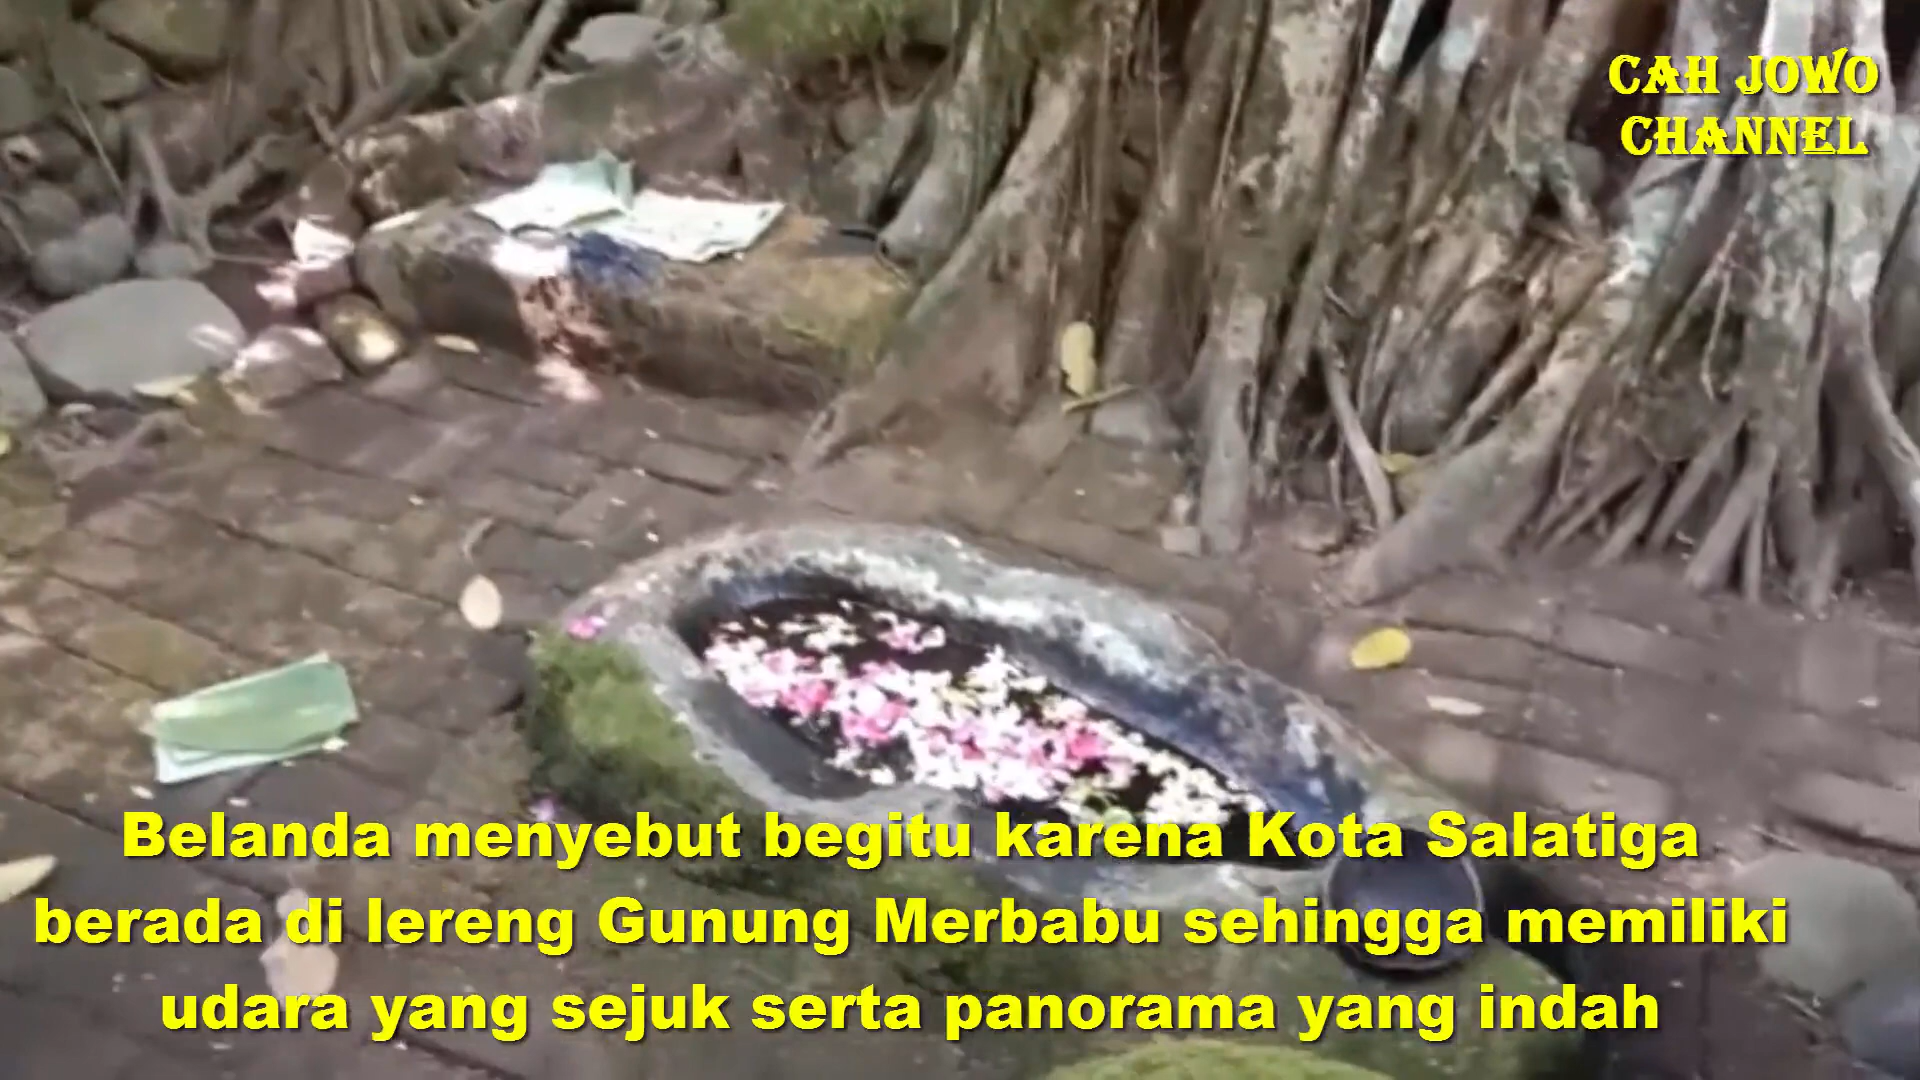 CAH JOWO
CHANNEL
Belanda menyebut begitu karena Kota Salatiga
berada di lereng Gunung Merbabu sehingga memiliki
udara yang sejuk serta panorama yang indah